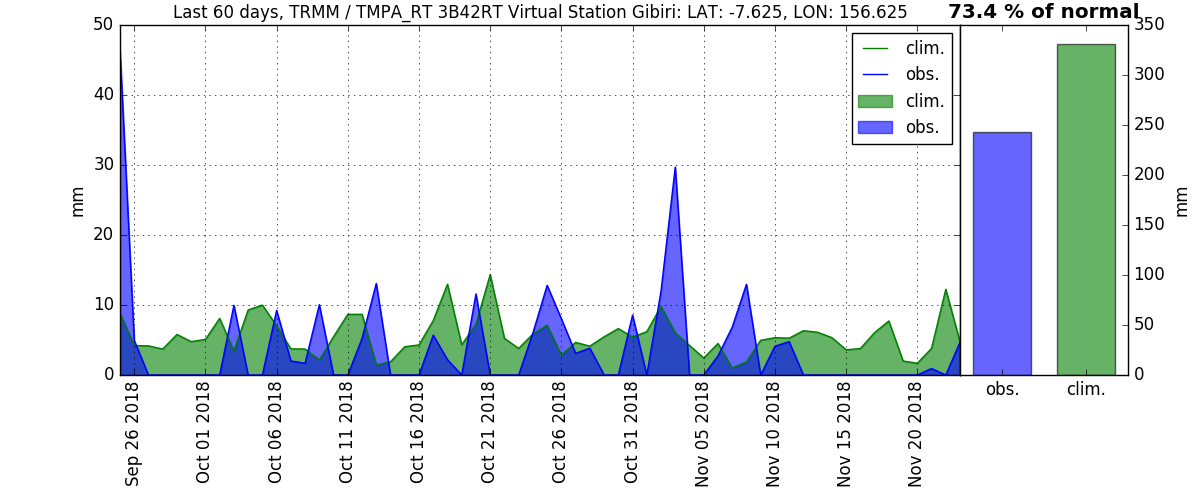 Last 60 days, TRMM / TMPA_RT 3B42RT Virtual Station Gibiri: LAT: -7.625, LON: 156.625
73.4 % of normal
50
40
30
20
10
0
mm
clim.
obs.
clim.
obs.
350
300
250
200
150
100
50
0
mm
obs.
clim.
Sep 26 2018
Oct 01 2018
Oct 06 2018
Oct 11 2018
Oct 16 2018
Oct 21 2018
Oct 26 2018
Oct 31 2018
Nov 05 2018
Nov 10 2018
Nov 15 2018
Nov 20 2018